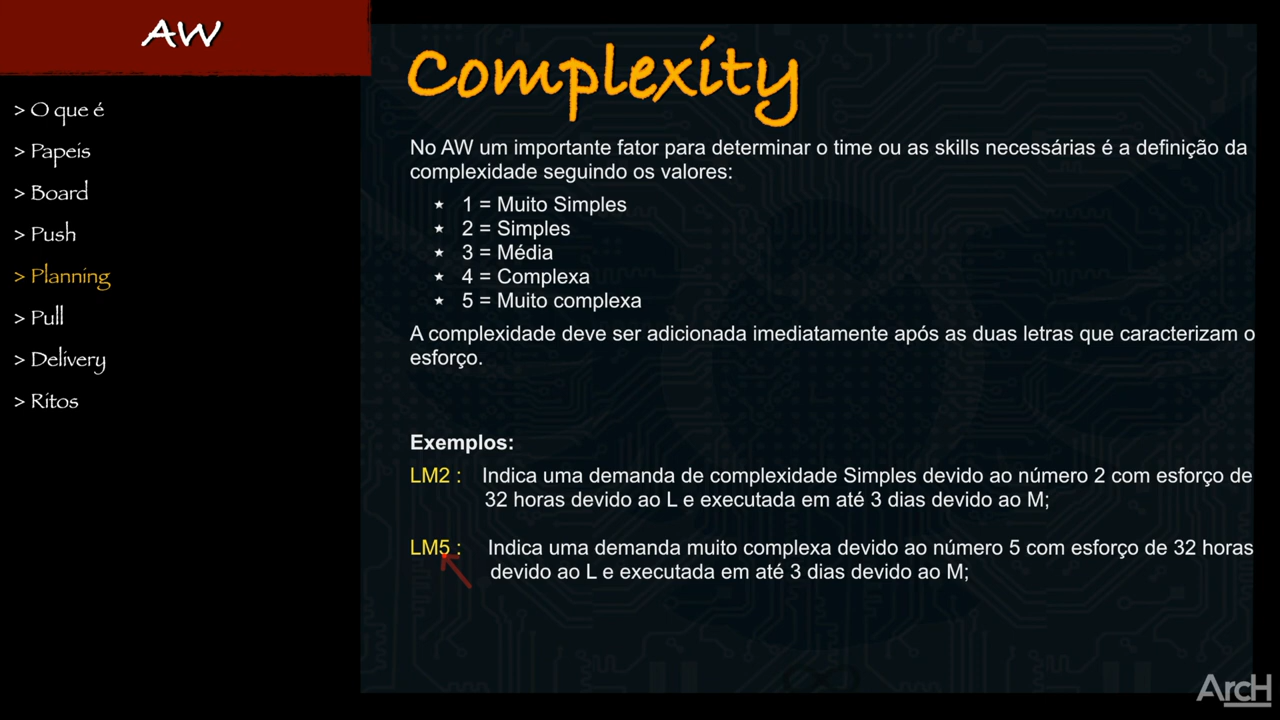 AW
> O que é
> Papeis
> Board
> Push
> Planning
> Pull
> Delivery
> Ritos
Complexity
No AW um importante fator para determinar o time ou as skills necessárias é a definição da
complexidade seguindo os valores:
★ 1 = Muito Simples
★ 2 = Simples
★ 3 = Média
★ 4 = Complexa
★ 5 = Muito complexa
A complexidade deve ser adicionada imediatamente após as duas letras que caracterizam o
esforço.
Exemplos:
LM2 : Indica uma demanda de complexidade Simples devido ao número 2 com esforço de
32 horas devido ao L e executada em até 3 dias devido ao M;
LM5 : Indica uma demanda muito complexa devido ao número 5 com esforço de 32 horas
devido ao L e executada em até 3 dias devido ao M;
ArcH